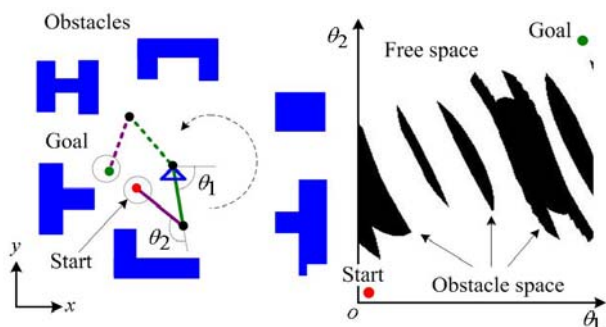 Obstacles
Goal
θ1
θ2
Start
y
x
θ2
Goal
Free space
Start
Obstacle space
o
θ1